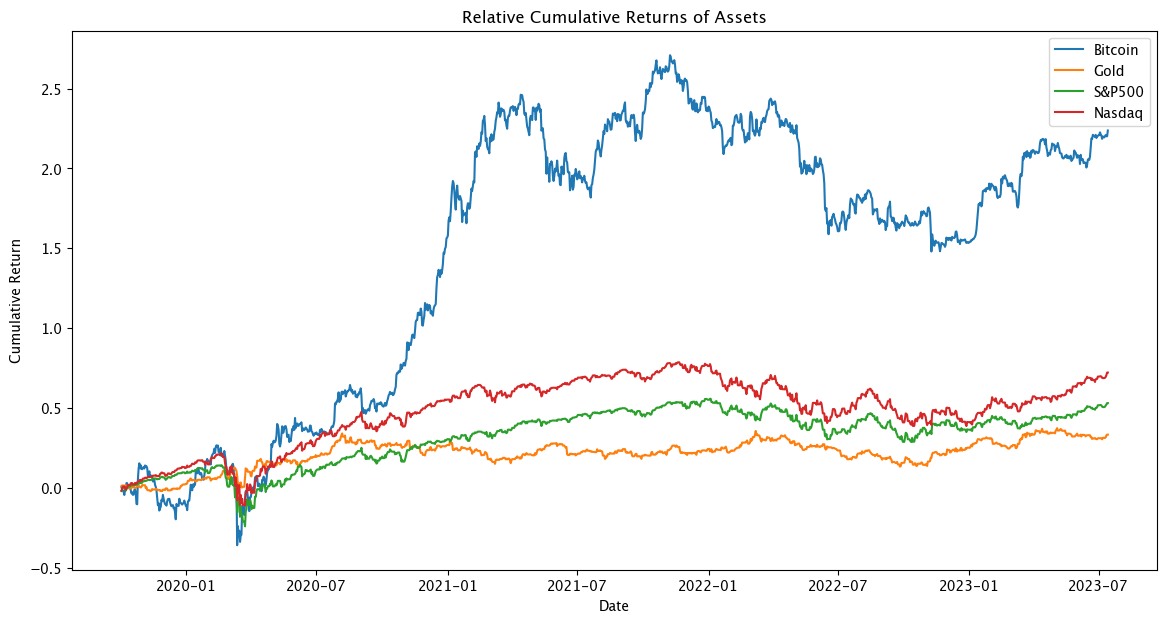 Relative Cumulative Returns of Assets
Bitcoin
Gold
S&P500
Nasdaq
Cumulative Return
2.5
2.0
1.5
1.0
0.5
0.0
−0.5
2020−01
2020−07
2021−01
2021−07
2022−01
2022−07
2023−01
2023−07
Date